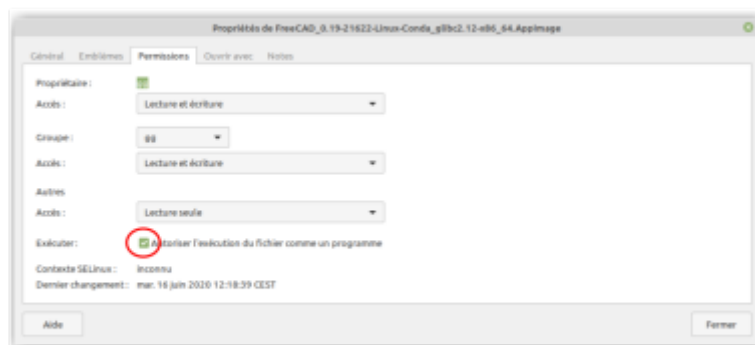 Propriétés de FreeCAD_0.19-21622-Linux-Conda_glibc2.12-x86_64.AppImage
Général Emblèmes Permissions Ouvrir avec Notes
Propriétaire :
Accès : Lecture et écriture
Groupe : gg
Accès : Lecture et écriture
Autres
Accès : Lecture seule
Exécuter : Autoriser l'exécution du fichier comme un programme
Contexte SELinux : inconnu
Dernier changement : mar. 16 juin 2020 12:18:39 CEST
Aide Fermer